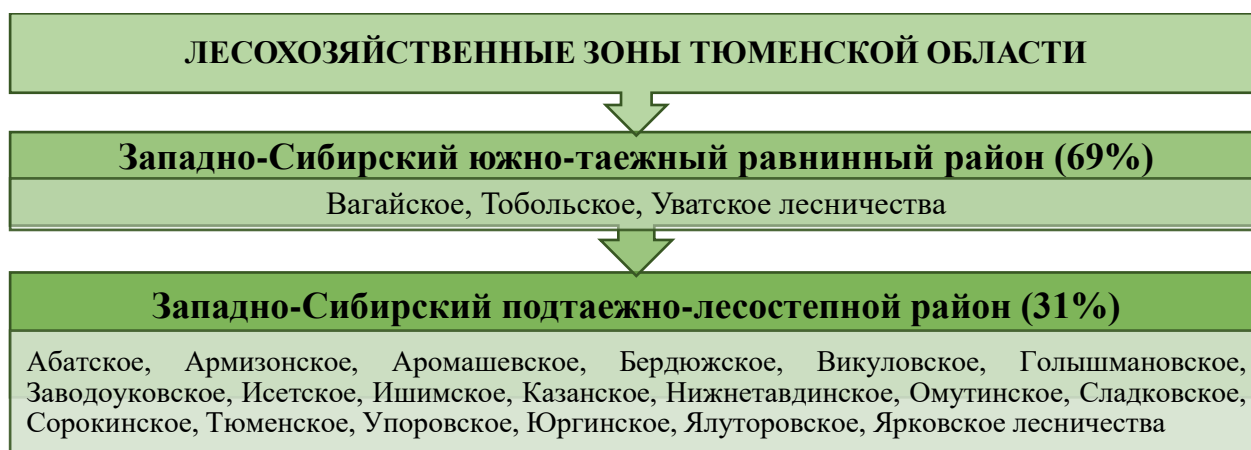 ЛЕСОХОЗЯЙСТВЕННЫЕ ЗОНЫ ТЮМЕНСКОЙ ОБЛАСТИ
Западно-Сибирский южно-таежный равнинный район (69%)
Вагайское, Тобольское, Уватское лесничества
Западно-Сибирский подтаежно-лесостепной район (31%)
Абатское, Армизонское, Аромашевское, Бердюжское, Викуловское, Голышмановское,
Заводоуковское, Исетское, Ишимское, Казанское, Нижнетавдинское, Омутинское, Сладковское,
Сорокинское, Тюменское, Упоровское, Юргинское, Ялуторовское, Ярковское лесничества